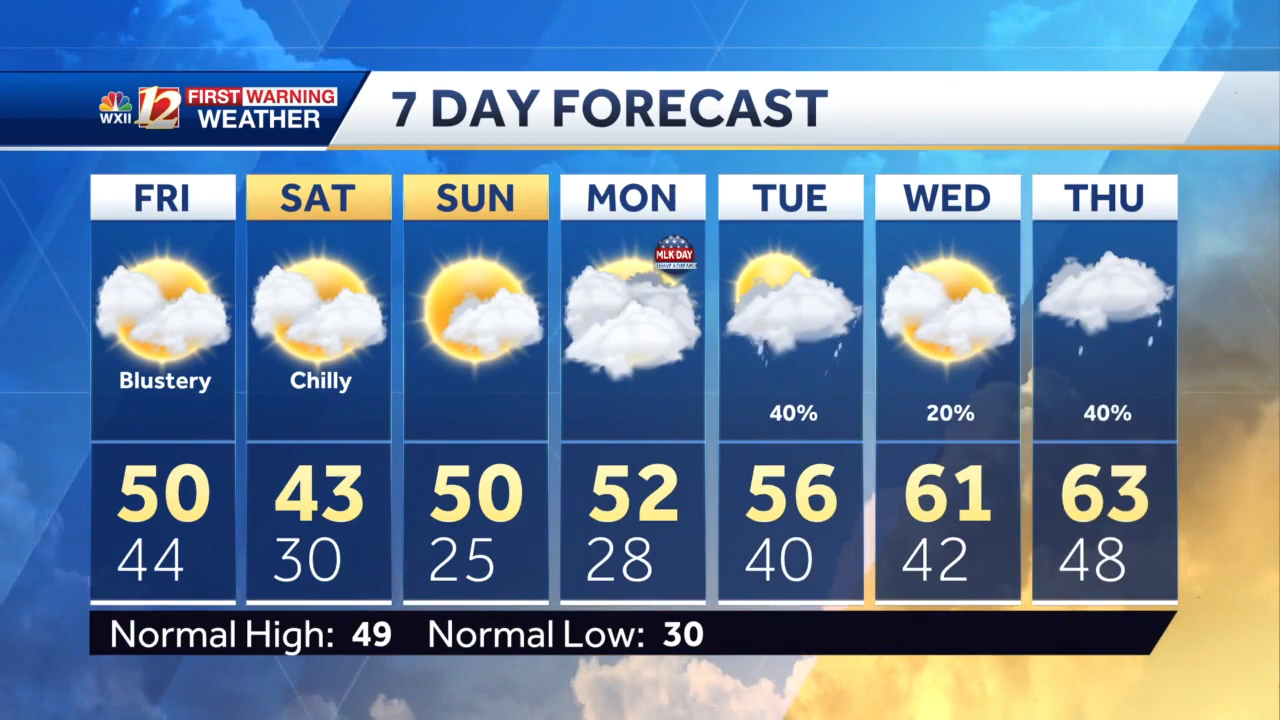 WXII 12 FIRST WARNING
WEATHER
7 DAY FORECAST
FRI SAT SUN MON TUE WED THU
MLK DAY
Blustery Chilly
40% 20% 40%
50 43 50 52 56 61 63
44 30 25 28 40 42 48
Normal High: 49 Normal Low: 30